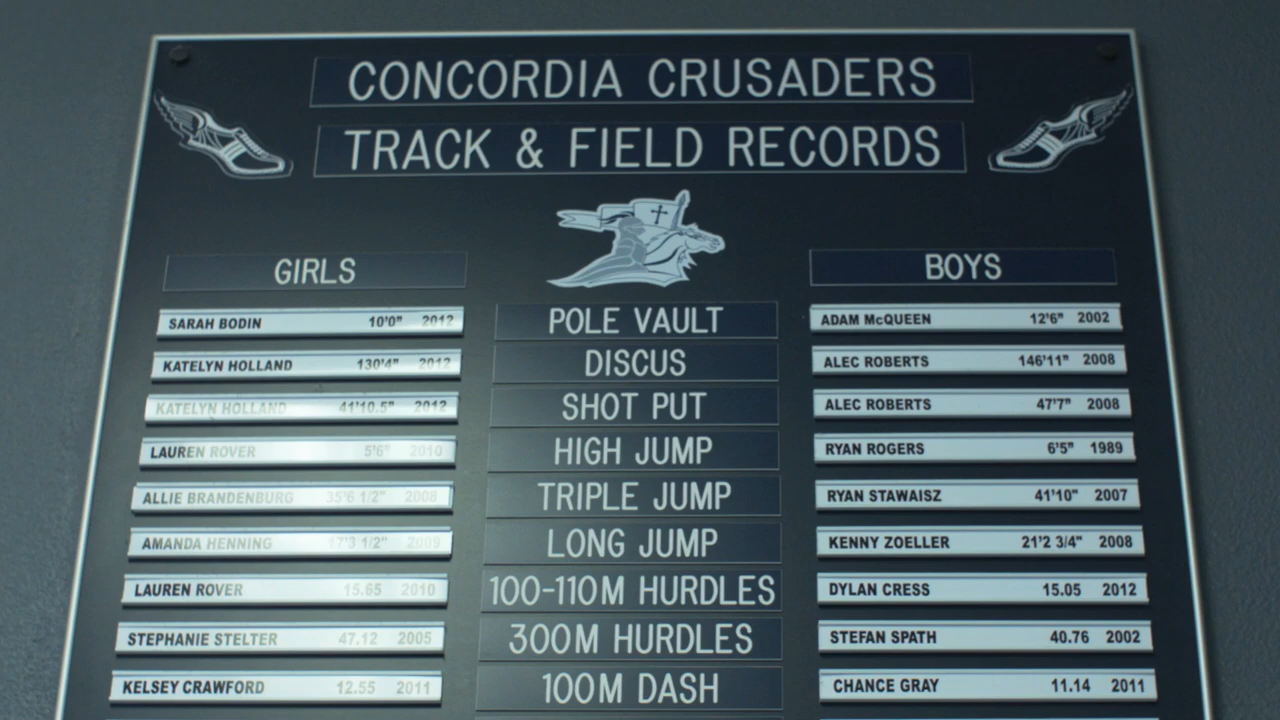 CONCORDIA CRUSADERS
TRACK & FIELD RECORDS
GIRLS BOYS
SARAH BODIN 10'0" 2012 POLE VAULT ADAM McQUEEN 12'6" 2002
KATELYN HOLLAND 130'4" 2012 DISCUS ALEC ROBERTS 146'11" 2008
KATELYN HOLLAND 41'10.5" 2012 SHOT PUT ALEC ROBERTS 47'7" 2008
LAUREN ROVER 5'6" 2010 HIGH JUMP RYAN ROGERS 6'5" 1989
ALLIE BRANDENBURG 35'6 1/2" 2008 TRIPLE JUMP RYAN STAWAISZ 41'10" 2007
AMANDA HENNING 17'3 1/2" 2009 LONG JUMP KENNY ZOELLER 21'2 3/4" 2008
LAUREN ROVER 15.65 2010 100-110M HURDLES DYLAN CRESS 15.05 2012
STEPHANIE STELTER 47.12 2005 300M HURDLES STEFAN SPATH 40.76 2002
KELSEY CRAWFORD 12.55 2011 100M DASH CHANCE GRAY 11.14 2011